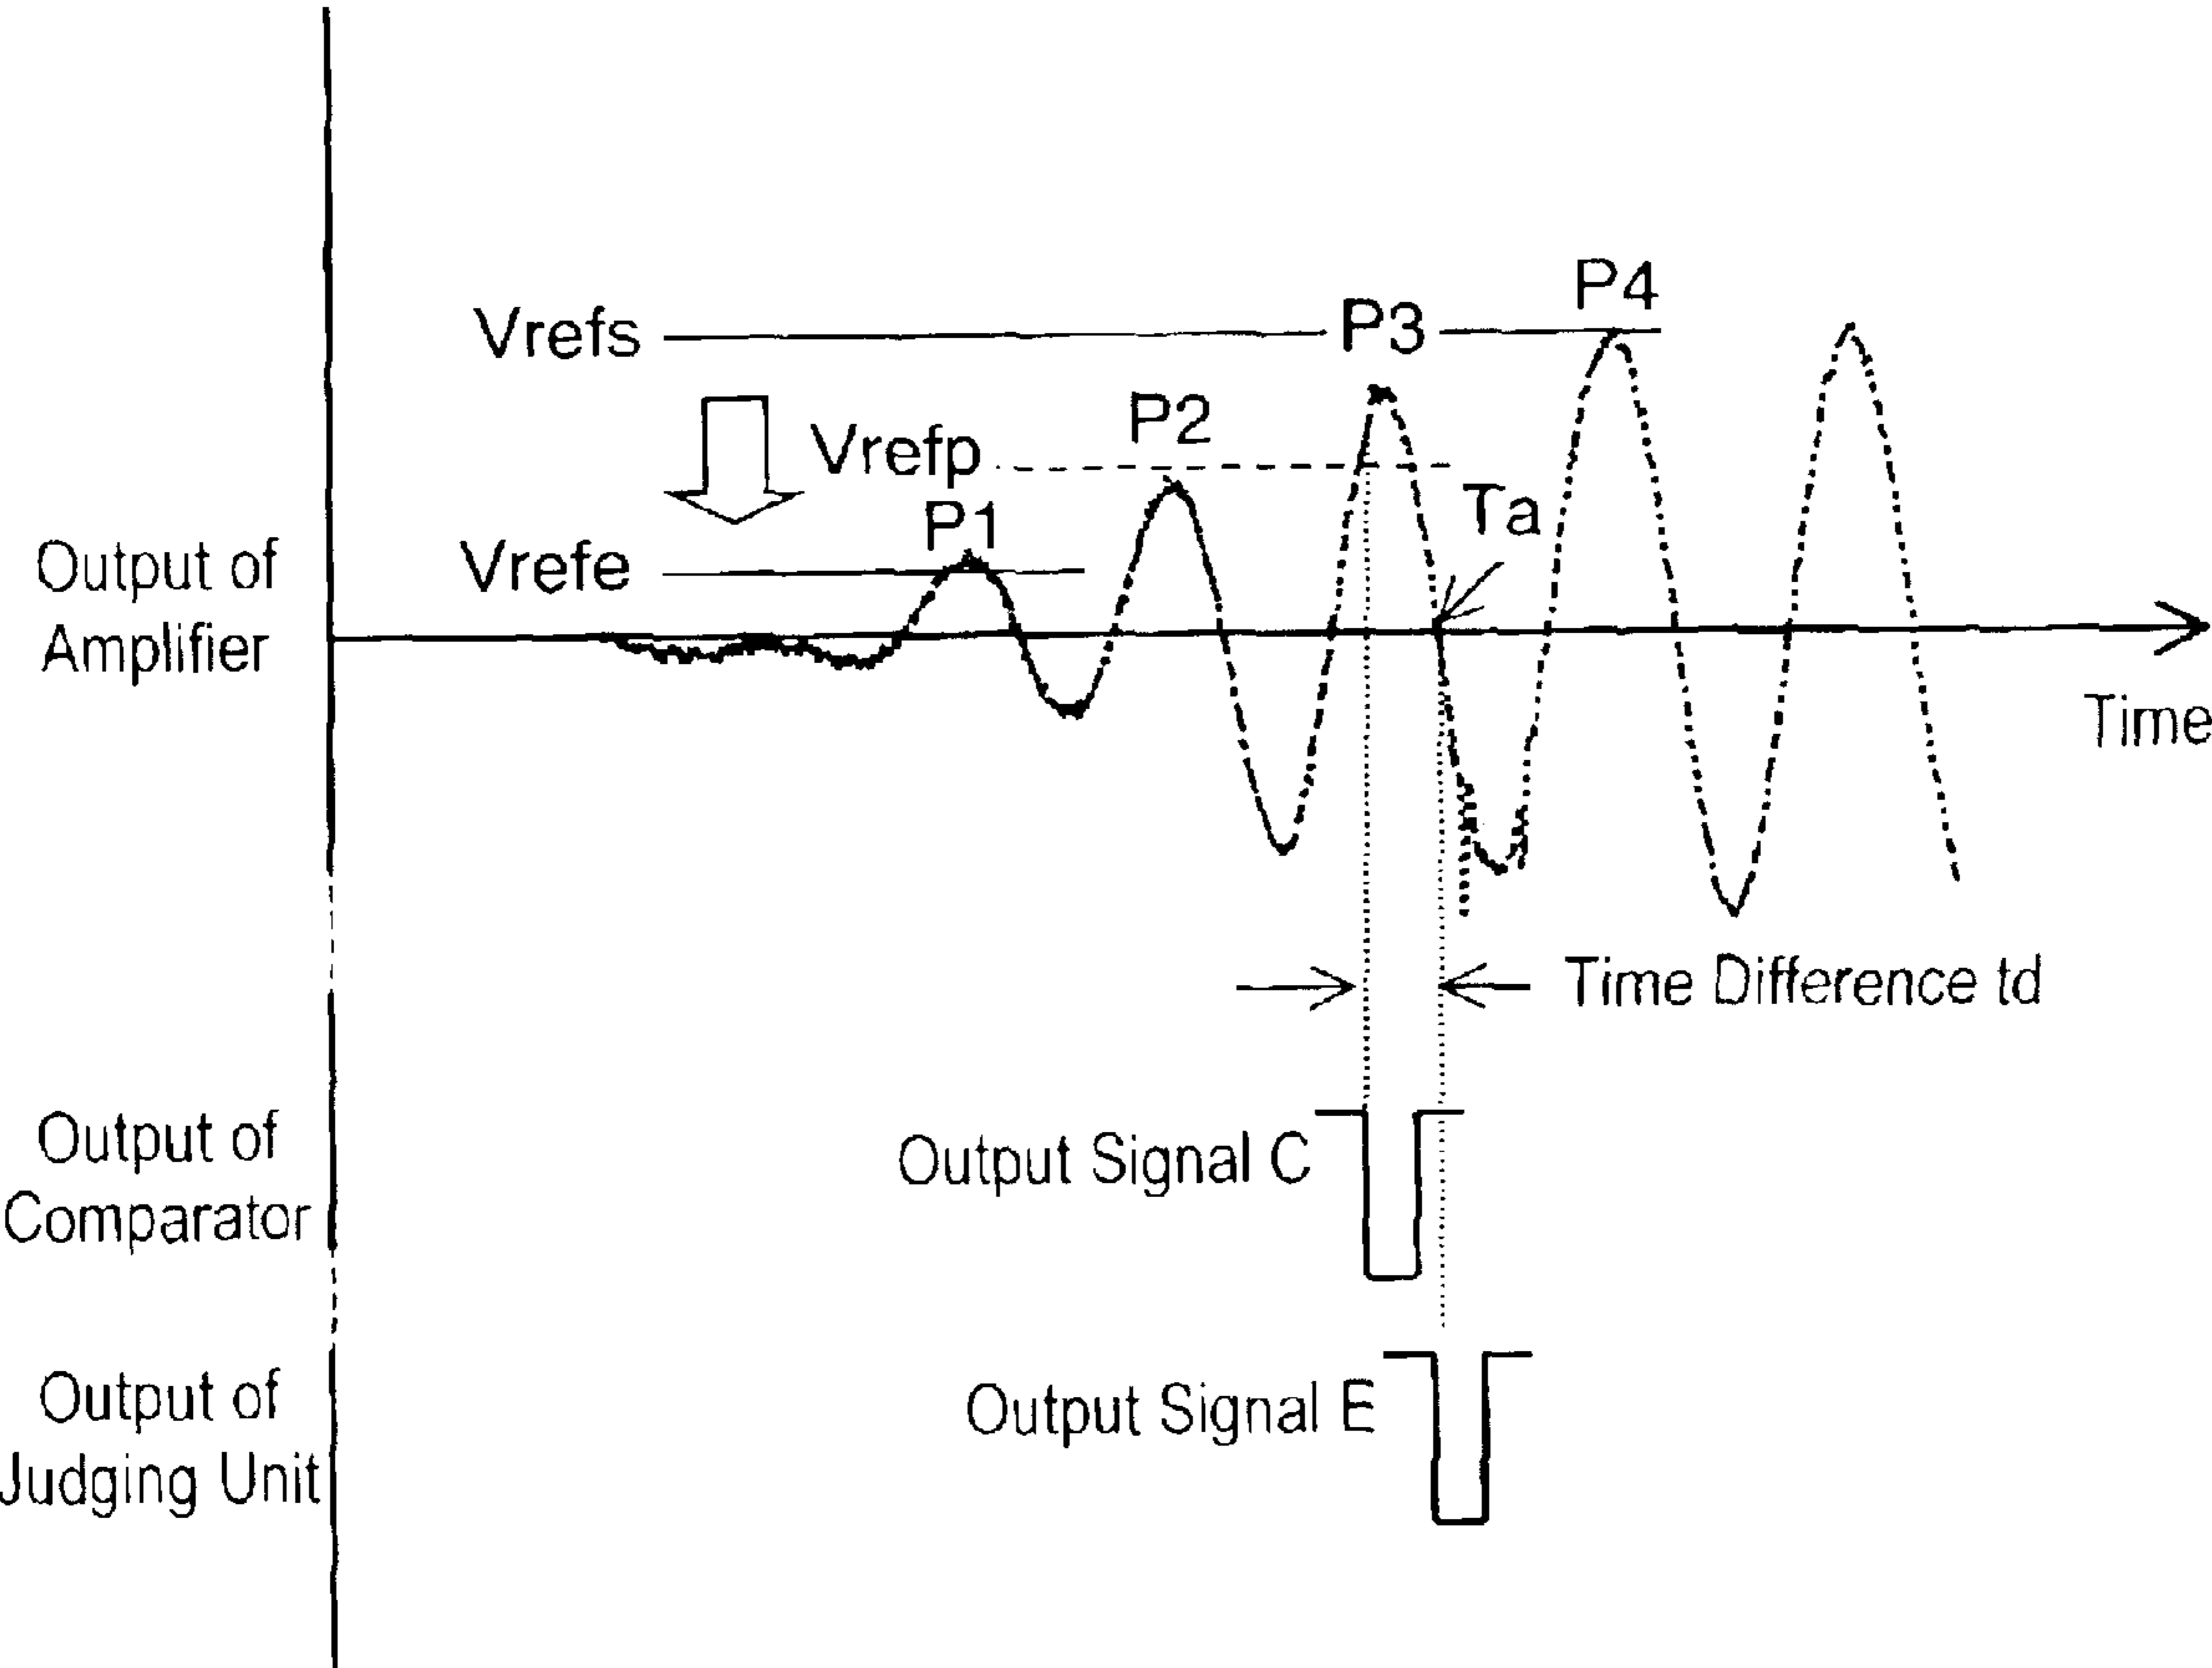 P4
Vrefs
P3
P2
Vrefp
Ta
P1
Vrefe
Output of
Amplifier
Time
Time Difference td
Output of
Comparator
Output Signal C
Output of
Judging Unit
Output Signal E